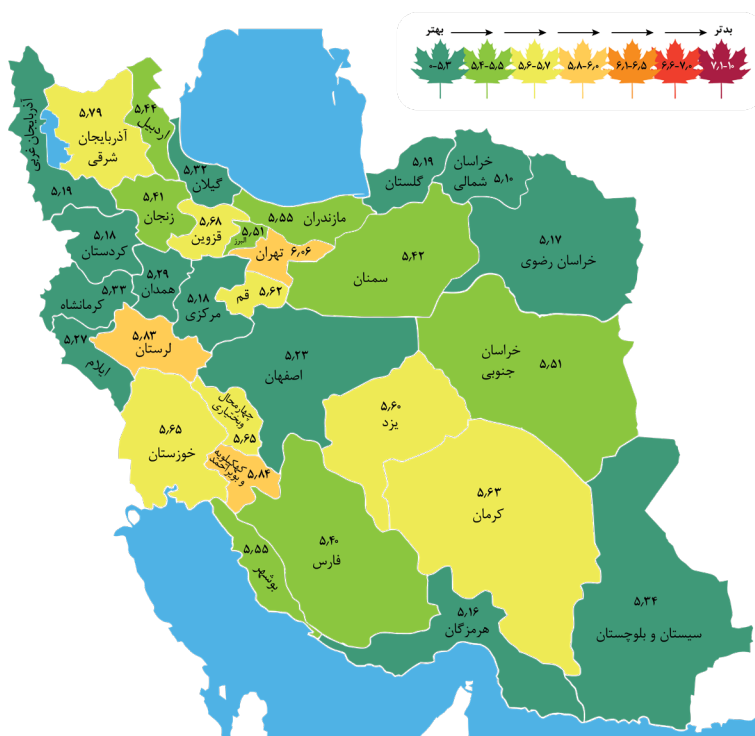 بهتر
بدتر
۰-۵٫۳
۵٫۴-۵٫۵
۵٫۶-۵٫۷
۵٫۸-۶٫۰
۶٫۱-۶٫۵
۶٫۶-۷٫۰
۷٫۱-۱۰
آذربایجان غربی
۵٫۱۹
۵٫۷۹
آذربایجان
شرقی
۵٫۴۴
اردبیل
۵٫۳۲
گیلان
۵٫۱۹
گلستان
خراسان
شمالی
۵٫۱۰
۵٫۱۷
خراسان رضوی
۵٫۴۱
زنجان
۵٫۶۸
قزوین
۵٫۵۱
البرز
۵٫۵۵
مازندران
تهران
۶٫۰۶
۵٫۴۲
سمنان
۵٫۱۸
کردستان
۵٫۳۳
کرمانشاه
۵٫۲۹
همدان
۵٫۱۸
مرکزی
قم
۵٫۶۲
۵٫۲۷
ایلام
۵٫۸۳
لرستان
۵٫۲۳
اصفهان
خراسان
جنوبی
۵٫۵۱
۵٫۶۵
خوزستان
چهارمحال
وبختیاری
۵٫۶۵
کهکیلویه
و بویراحمد
۵٫۸۴
۵٫۶۰
یزد
۵٫۶۳
کرمان
۵٫۴۰
فارس
۵٫۵۵
بوشهر
۵٫۱۶
هرمزگان
۵٫۳۴
سیستان و بلوچستان